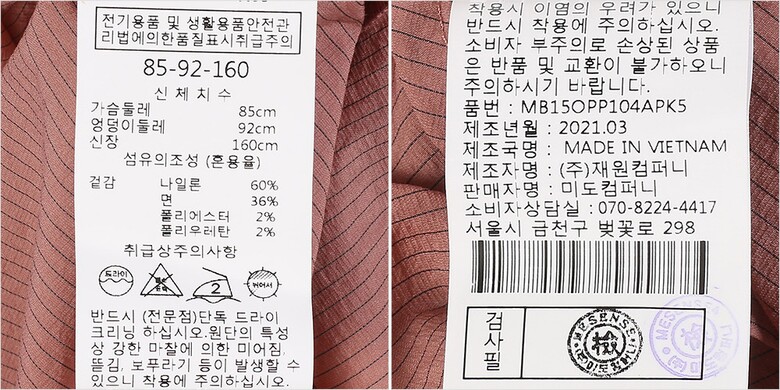 전기용품 및 생활용품안전관
리법에의한품질표시취급주의
85-92-160
신체치수
가슴둘레 85cm
엉덩이둘레 92cm
신장 160cm
섬유의조성 (혼용율)
겉감 나일론 60%
면 36%
폴리에스터 2%
폴리우레탄 2%
취급상주의사항
드라이
2
뉘어서
반드시 (전문점)단독 드라이
크리닝 하십시오.원단의 특성
상 강한 마찰에 의한 미어짐,
뜯김, 보푸라기 등이 발생할 수
있으니 착용에 주의하십시오.
착용시 이염의 우려가 있으니
반드시 착용에 주의하십시오.
소비자 부주의로 손상된 상품
은 반품 및 교환이 불가하오니
주의하시기 바랍니다.
품번 : MB15OPP104APK5
제조년월 : 2021.03
제조국명 : MADE IN VIETNAM
제조자명 : (주)재원컴퍼니
판매자명 : 미도컴퍼니
소비자상담실 : 070-8224-4417
서울시 금천구 벚꽃로 298
검사필
MESENSE
檢
(주)미도컴퍼니
MESENSE
檢